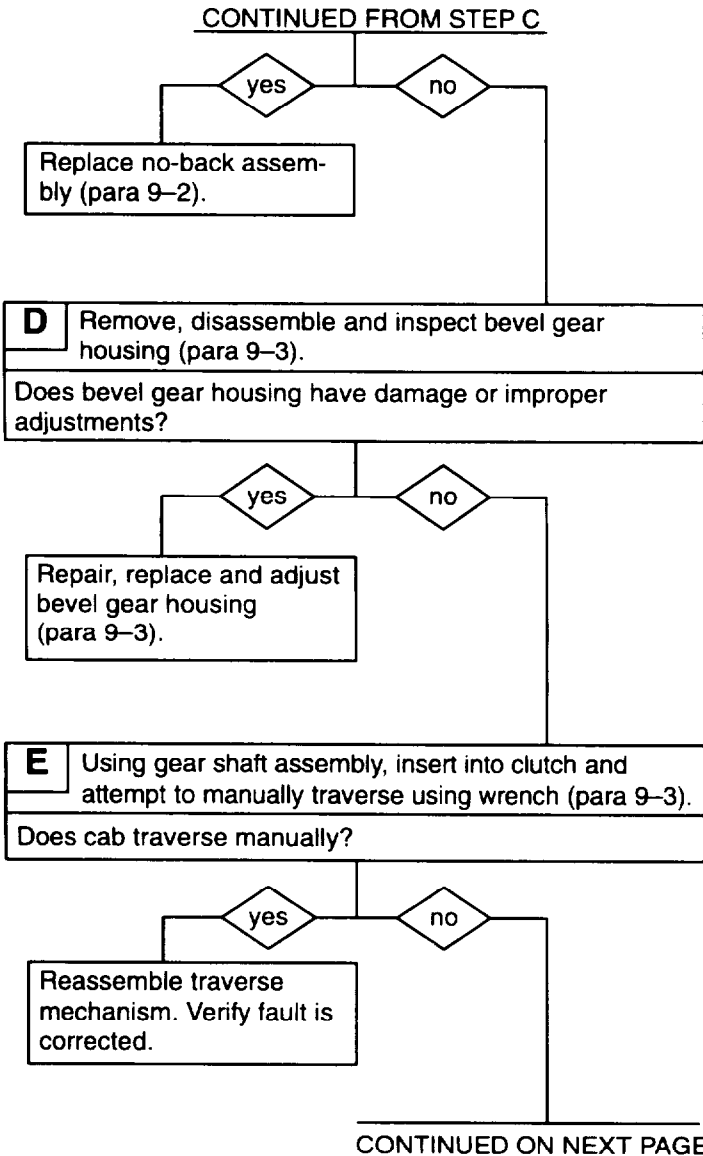 CONTINUED FROM STEP C
yes
no
Replace no-back assem-
bly (para 9–2).
D
Remove, disassemble and inspect bevel gear
housing (para 9–3).
Does bevel gear housing have damage or improper
adjustments?
yes
no
Repair, replace and adjust
bevel gear housing
(para 9–3).
E
Using gear shaft assembly, insert into clutch and
attempt to manually traverse using wrench (para 9–3).
Does cab traverse manually?
yes
no
Reassemble traverse
mechanism. Verify fault is
corrected.
CONTINUED ON NEXT PAGE